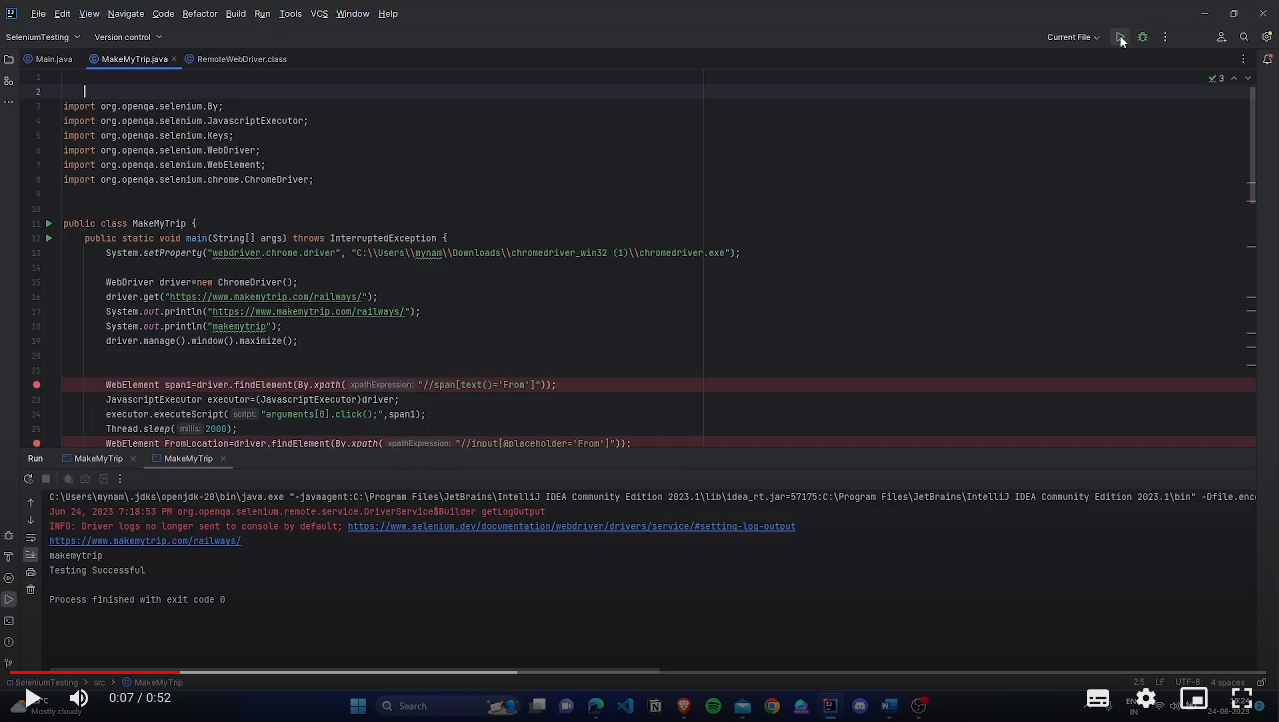 File Edit View Navigate Code Refactor Build Run Tools VCS Window Help
SeleniumTesting Version control Current File
Main.java MakeMyTrip.java RemoteWebDriver.class
1 3
2
3 import org.openqa.selenium.By;
4 import org.openqa.selenium.JavascriptExecutor;
5 import org.openqa.selenium.Keys;
6 import org.openqa.selenium.WebDriver;
7 import org.openqa.selenium.WebElement;
8 import org.openqa.selenium.chrome.ChromeDriver;
9
10
11 public class MakeMyTrip {
12 public static void main(String[] args) throws InterruptedException {
13 System.setProperty("webdriver.chrome.driver", "C:\\Users\\mynam\\Downloads\\chromedriver_win32 (1)\\chromedriver.exe");
14
15 WebDriver driver=new ChromeDriver();
16 driver.get("https://www.makemytrip.com/railways/");
17 System.out.println("https://www.makemytrip.com/railways/");
18 System.out.println("makemytrip");
19 driver.manage().window().maximize();
20
21
WebElement span1=driver.findElement(By.xpath( xpathExpression: "//span[text()='From']"));
23 JavascriptExecutor executor=(JavascriptExecutor)driver;
24 executor.executeScript( script: "arguments[0].click();",span1);
25 Thread.sleep( millis: 2000);
WebElement FromLocation=driver.findElement(By.xpath( xpathExpression: "//input[@placeholder='From']"));
Run MakeMyTrip MakeMyTrip
C:\Users\mynam\.jdks\openjdk-20\bin\java.exe "-javaagent:C:\Program Files\JetBrains\IntelliJ IDEA Community Edition 2023.1\lib\idea_rt.jar=57175:C:\Program Files\JetBrains\IntelliJ IDEA Community Edition 2023.1\bin" -Dfile.enco
Jun 24, 2023 7:18:53 PM org.openqa.selenium.remote.service.DriverService$Builder getLogOutput
INFO: Driver logs no longer sent to console by default; https://www.selenium.dev/documentation/webdriver/drivers/service/#setting-log-output
https://www.makemytrip.com/railways/
makemytrip
Testing Successful
Process finished with exit code 0
SeleniumTesting > src > MakeMyTrip 2:5 LF UTF-8 4 spaces
0:07 / 0:52
Mostly cloudy
Search
IN 24-06-2023